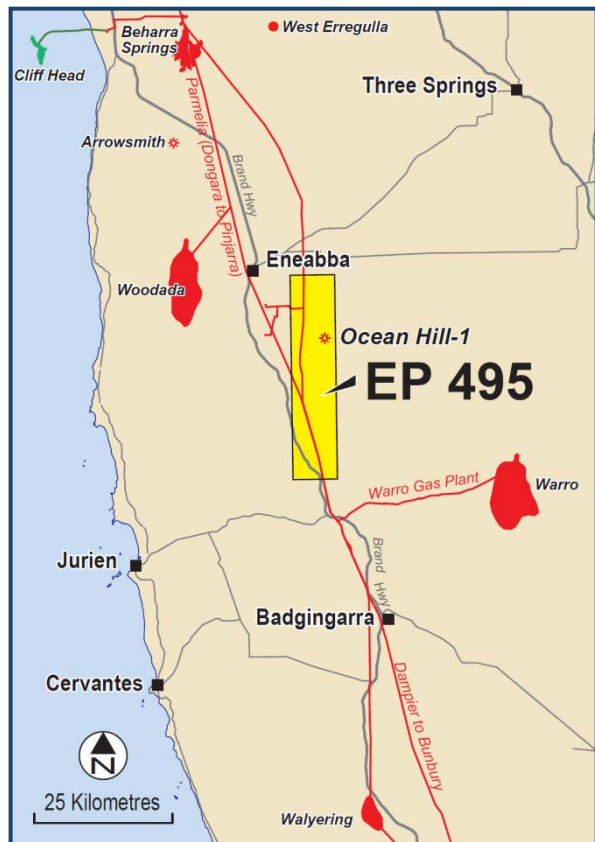 Beharra
Springs
West Erregulla
Cliff Head
Three Springs
Arrowsmith
Parmelia (Dongara to Pinjarra)
Brand Hwy
Eneabba
Woodada
Ocean Hill-1
EP 495
Warro Gas Plant
Warro
Jurien
Brand Hwy
Badgingarra
Cervantes
Dampier to Bunbury
N
25 Kilometres
Walyering